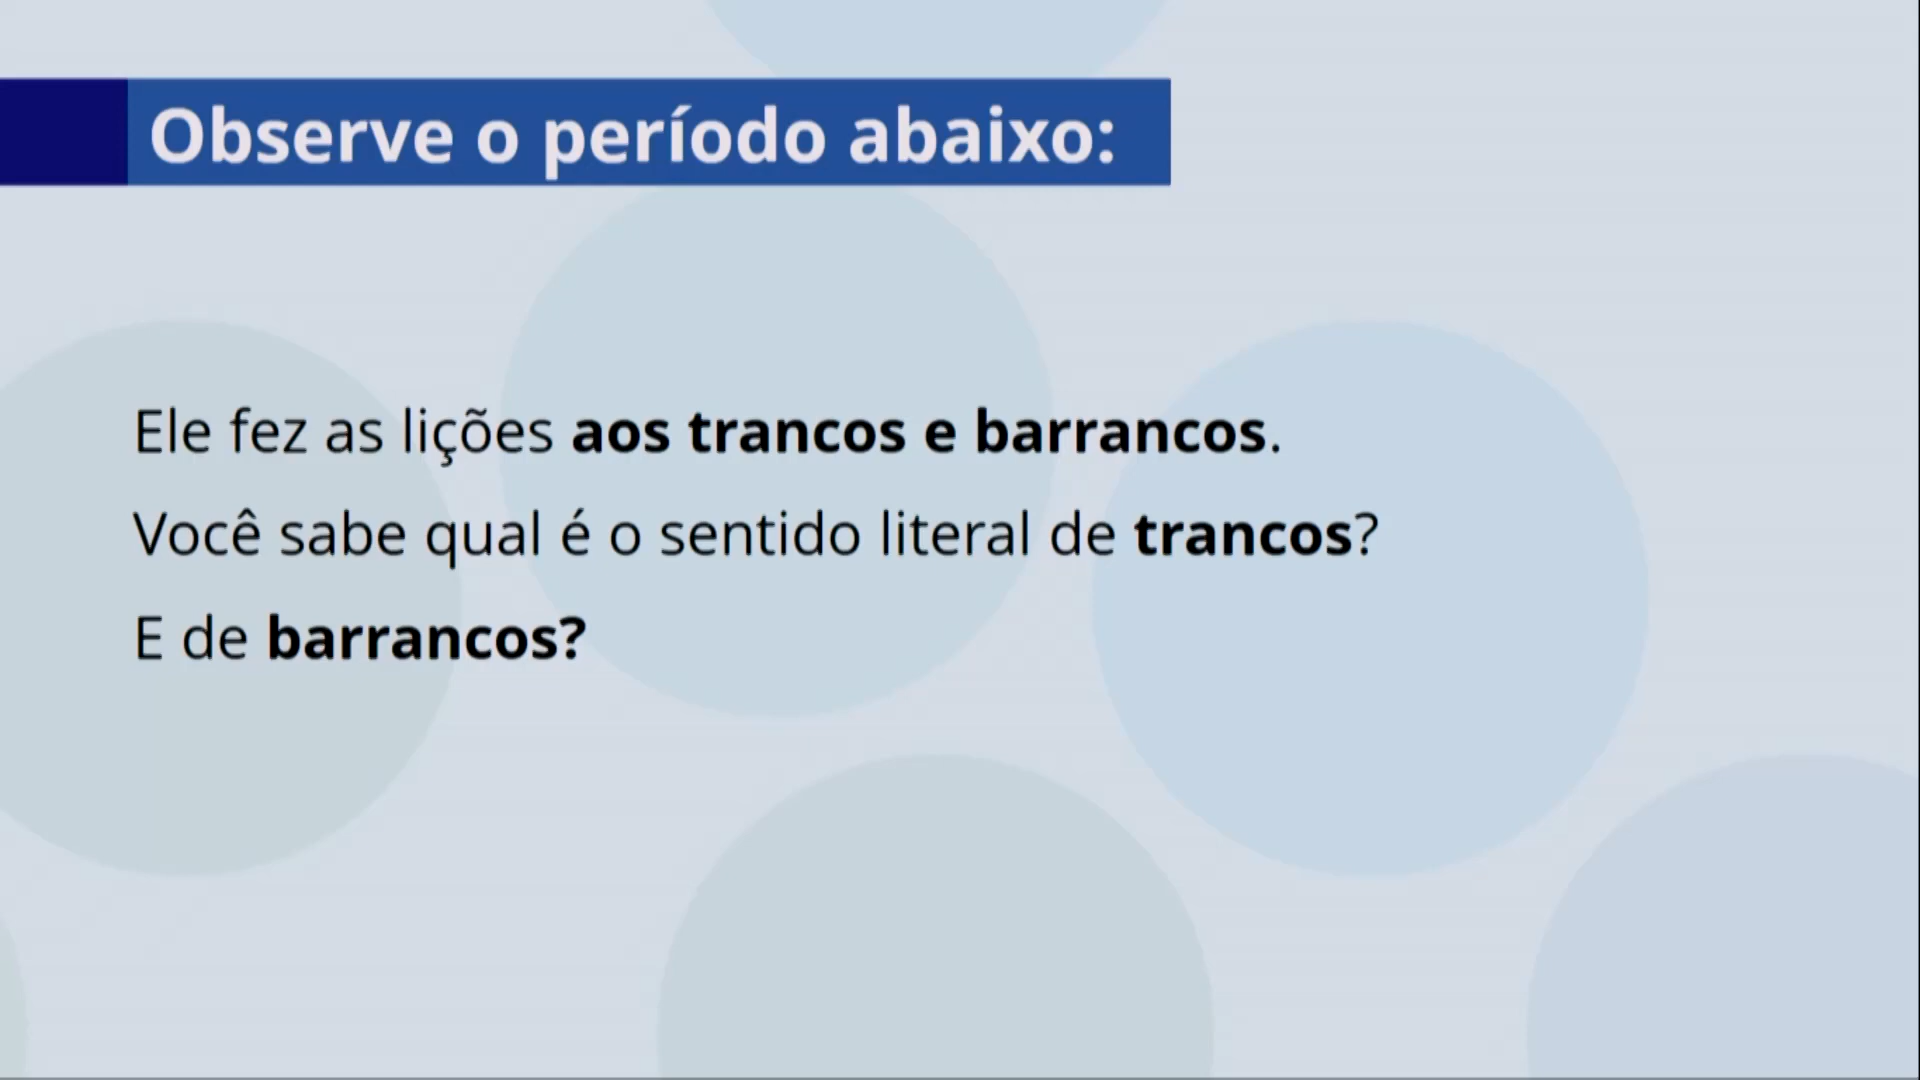 Observe o período abaixo:
Ele fez as lições aos trancos e barrancos.
Você sabe qual é o sentido literal de trancos?
E de barrancos?